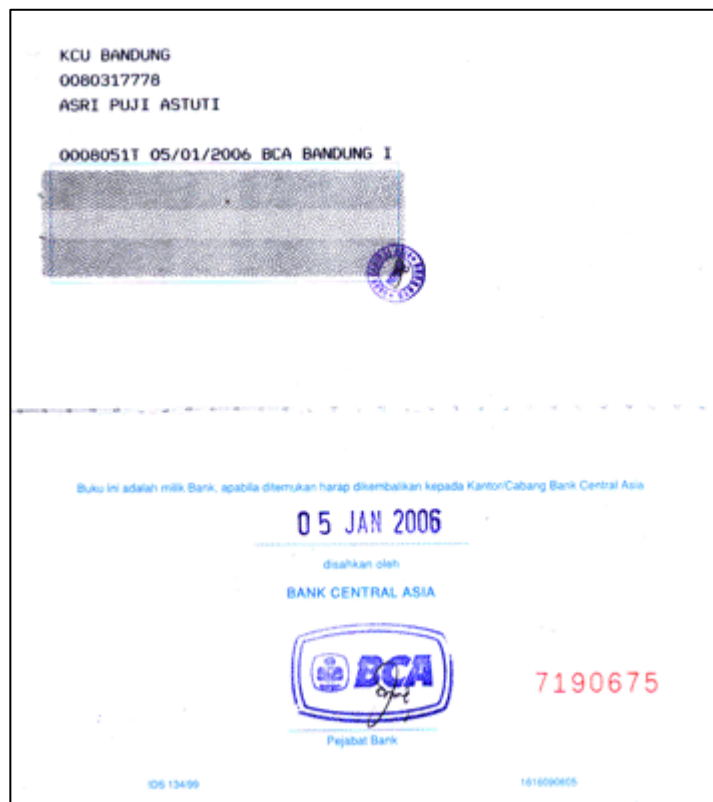 KCU BANDUNG
0080317778
ASRI PUJI ASTUTI
0008051T 05/01/2006 BCA BANDUNG I
Buku ini adalah milik Bank, apabila ditemukan harap dikembalikan kepada Kantor/Cabang Bank Central Asia
05 JAN 2006
disahkan oleh
BANK CENTRAL ASIA
BCA
7190675
Pejabat Bank
IDS 134/99